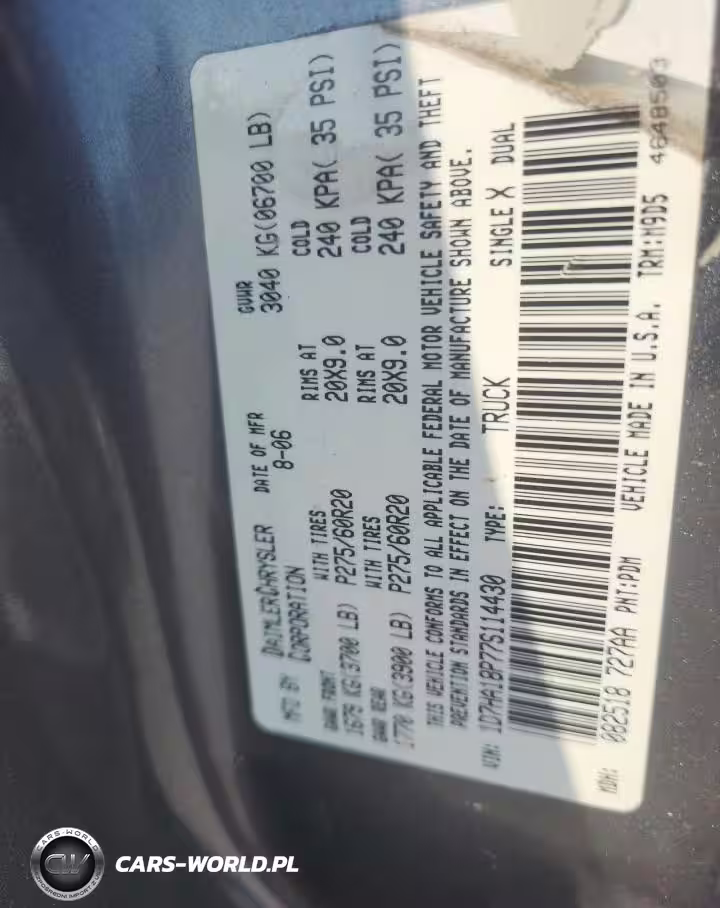 MFD BY DAIMLERCHRYSLER CORPORATION
DATE OF MFR 8-06
GVWR 3040 KG(06700 LB)
GAWR FRONT WITH TIRES RIMS AT COLD
1679 KG(3700 LB) P275/60R20 20X9.0 240 KPA( 35 PSI)
GAWR REAR WITH TIRES RIMS AT COLD
1770 KG(3900 LB) P275/60R20 20X9.0 240 KPA( 35 PSI)
THIS VEHICLE CONFORMS TO ALL APPLICABLE FEDERAL MOTOR VEHICLE SAFETY AND THEFT
PREVENTION STANDARDS IN EFFECT ON THE DATE OF MANUFACTURE SHOWN ABOVE.
VIN: 1D7HA18P77S114430 TYPE: TRUCK SINGLE X DUAL
MDH: 082518 727AA PNT:PDM VEHICLE MADE IN U.S.A. TRM:M9D5 4648503
CARS-WORLD.PL